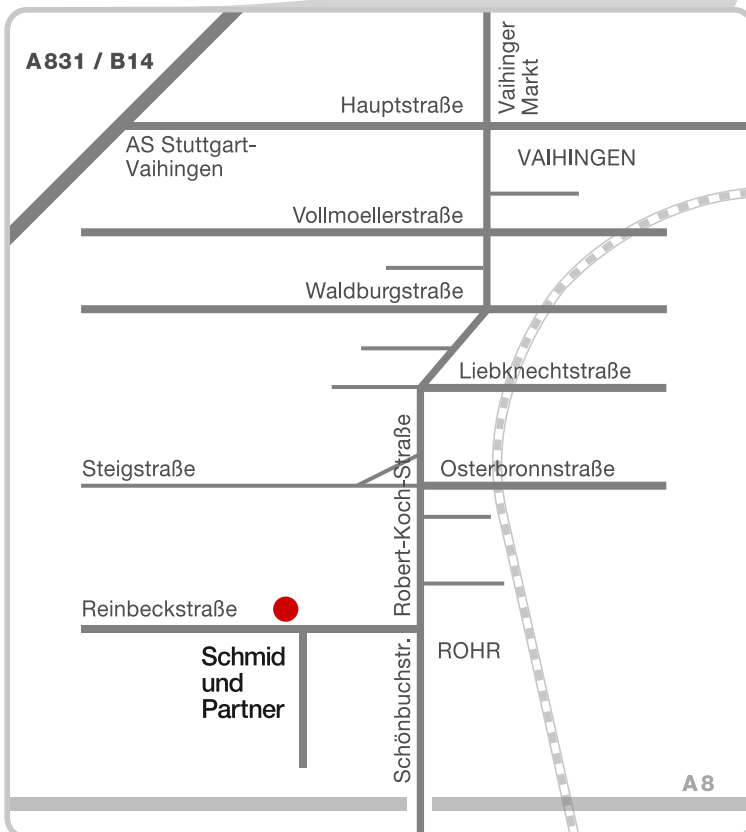 A831 / B14
Vaihinger
Markt
Hauptstraße
AS Stuttgart-
Vaihingen
VAIHINGEN
Vollmoellerstraße
Waldburgstraße
Liebknechtstraße
Robert-Koch-Straße
Steigstraße
Osterbronnstraße
Reinbeckstraße
Schmid
und
Partner
Schönbuchstr.
ROHR
A8